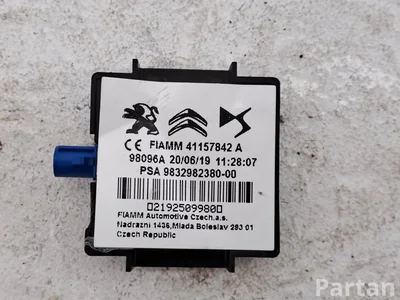 CE FIAMM 41157842 A
98096A 20/06/19 11:28:07
PSA 9832982380-00
▯2192509980▯
FIAMM Automotive Czech.a.s.
Nadrazni 1436,Mlada Boleslav 293 01
Czech Republic
Partan